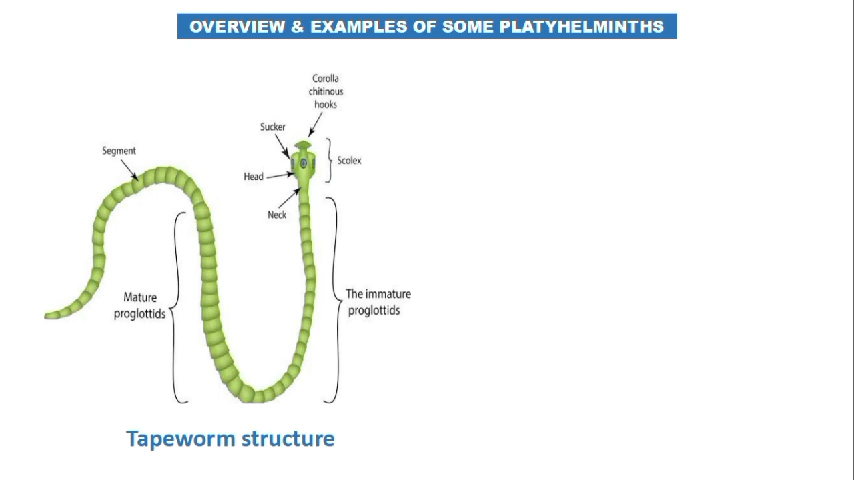 OVERVIEW & EXAMPLES OF SOME PLATYHELMINTHS
Corolla
chitinous
hooks
Sucker
Segment
Scolex
Head
Neck
Mature
proglottids
The immature
proglottids
Tapeworm structure